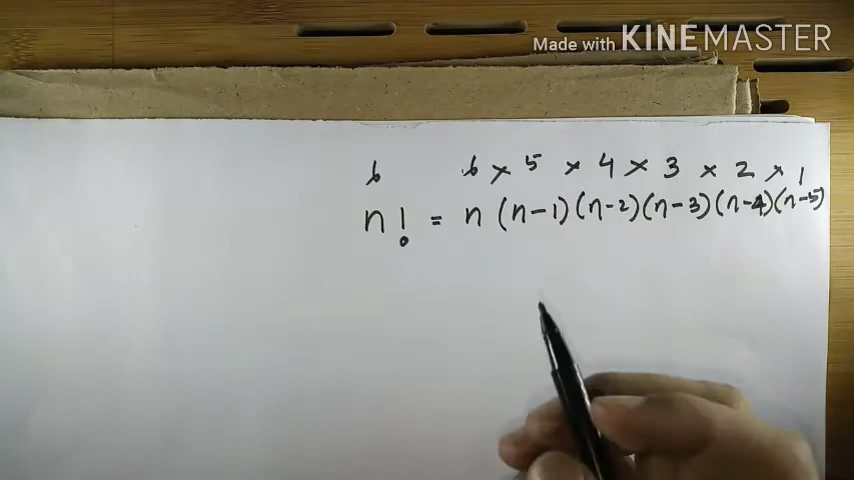 Made with KINEMASTER
6 6 × 5 × 4 × 3 × 2 × 1
n! = n(n-1)(n-2)(n-3)(n-4)(n-5)